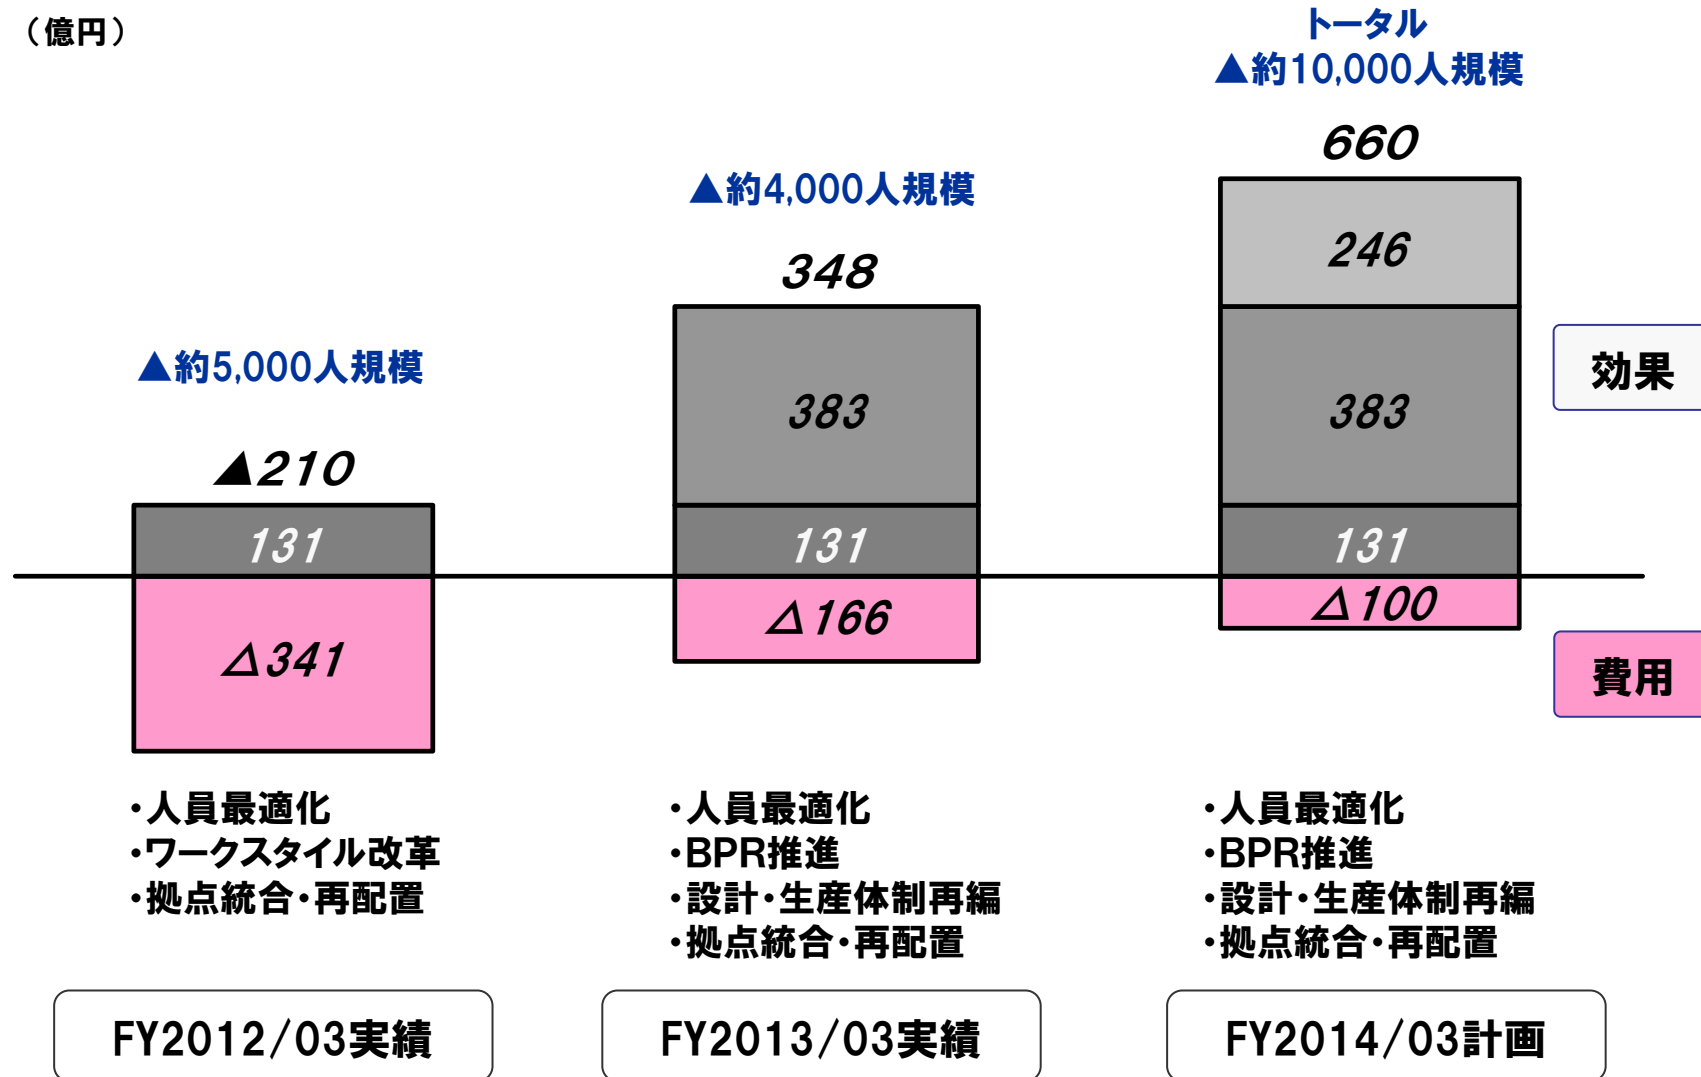 （億円）
トータル
▲約10,000人規模
660
246
383
131
△100
▲約4,000人規模
348
383
131
△166
▲約5,000人規模
▲210
131
△341
効果
費用
・人員最適化
・ワークスタイル改革
・拠点統合・再配置
・人員最適化
・BPR推進
・設計・生産体制再編
・拠点統合・再配置
・人員最適化
・BPR推進
・設計・生産体制再編
・拠点統合・再配置
FY2012/03実績
FY2013/03実績
FY2014/03計画